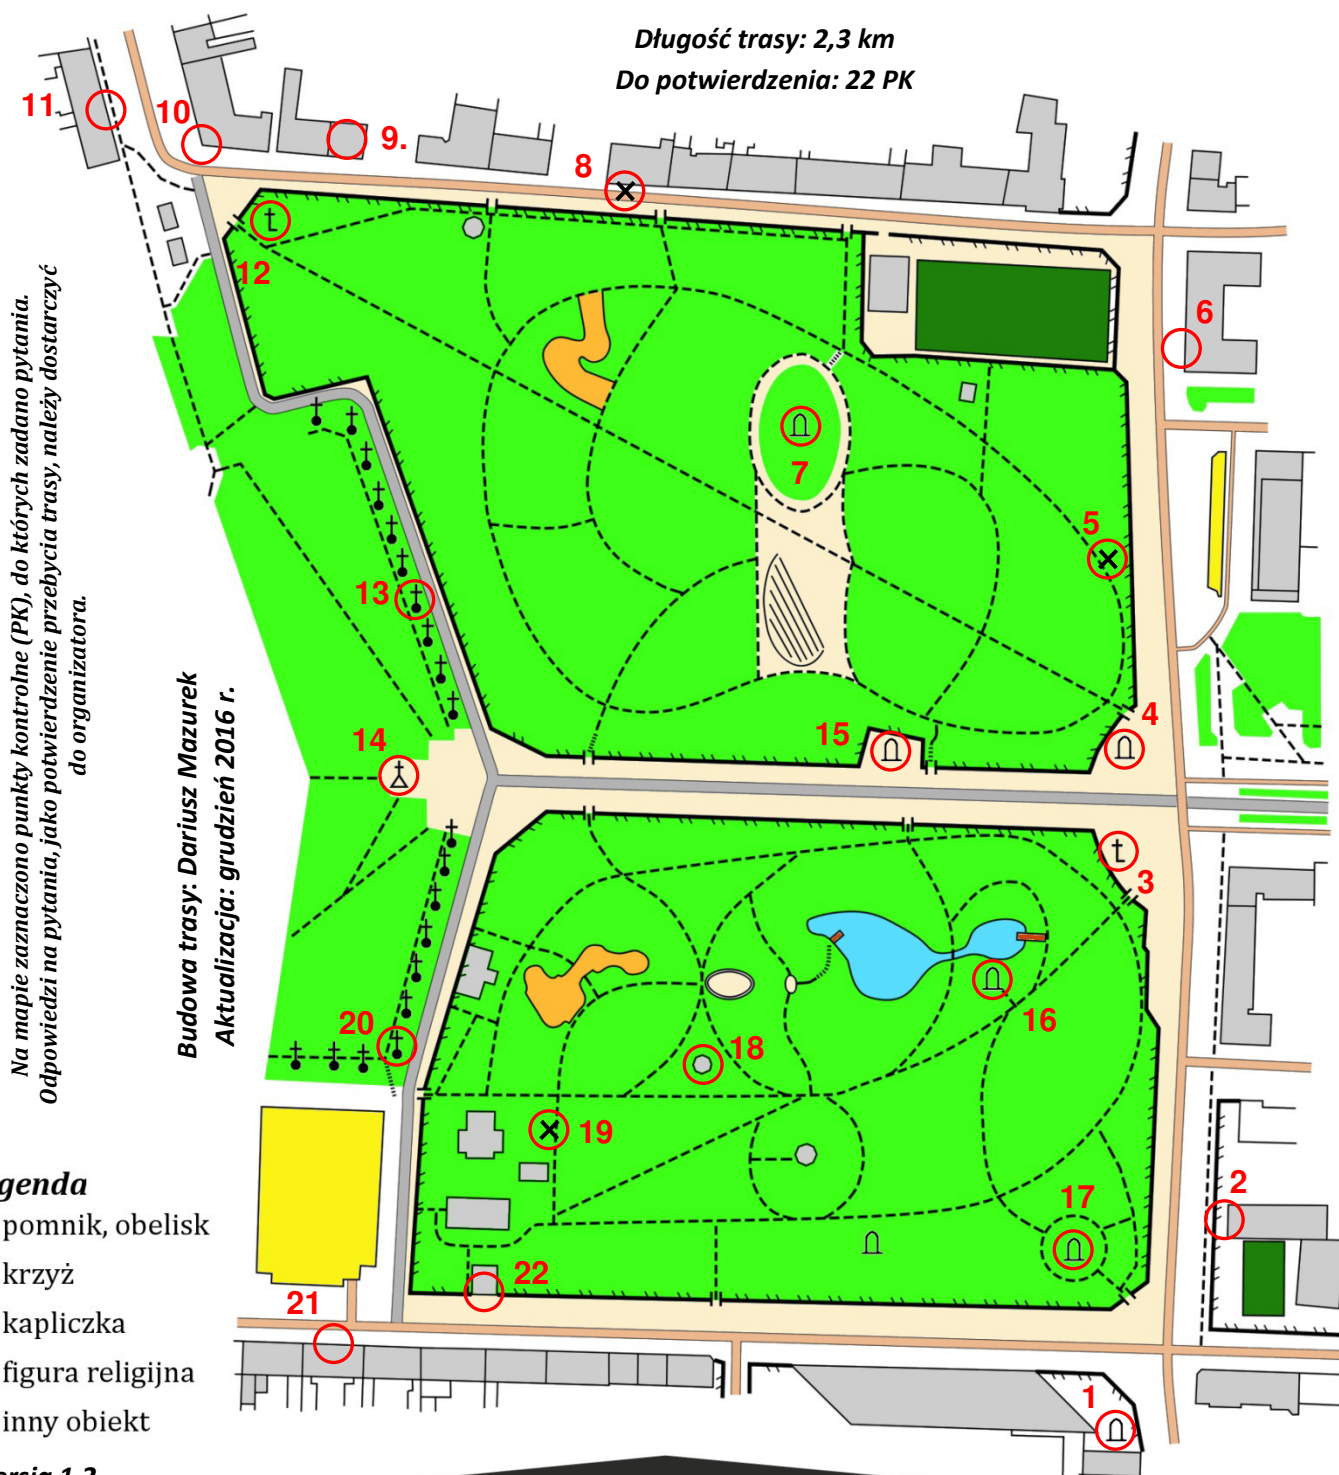 Długość trasy: 2,3 km
Do potwierdzenia: 22 PK
11
10
9.
8
12
6
7
5
13
4
15
14
3
16
20
18
19
17
2
22
21
1
Na mapie zaznaczono punkty kontrolne (PK), do których zadano pytania.
Odpowiedzi na pytania, jako potwierdzenie przebycia trasy, należy dostarczyć
do organizatora.
Budowa trasy: Dariusz Mazurek
Aktualizacja: grudzień 2016 r.
genda
pomnik, obelisk
krzyż
kapliczka
figura religijna
inny obiekt